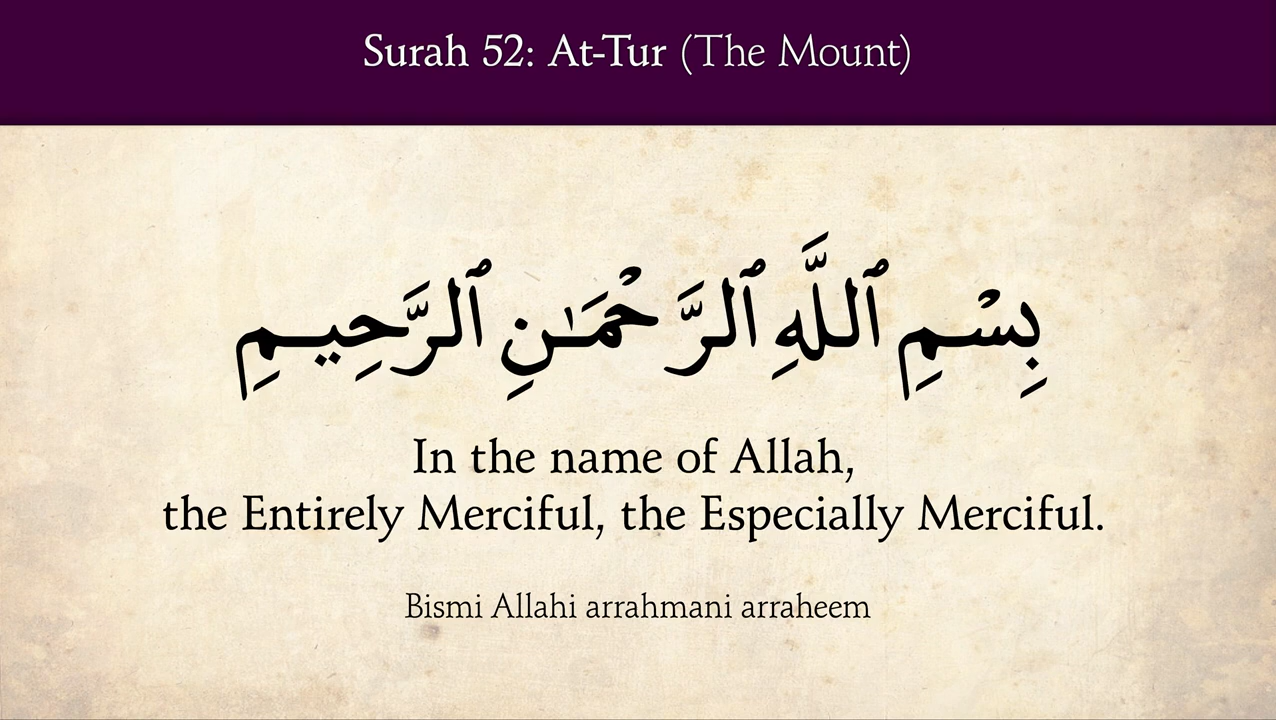 Surah 52: At-Tur (The Mount)
بِسْمِ ٱللَّهِ ٱلرَّحْمَـٰنِ ٱلرَّحِيمِ
In the name of Allah,
the Entirely Merciful, the Especially Merciful.
Bismi Allahi arrahmani arraheem